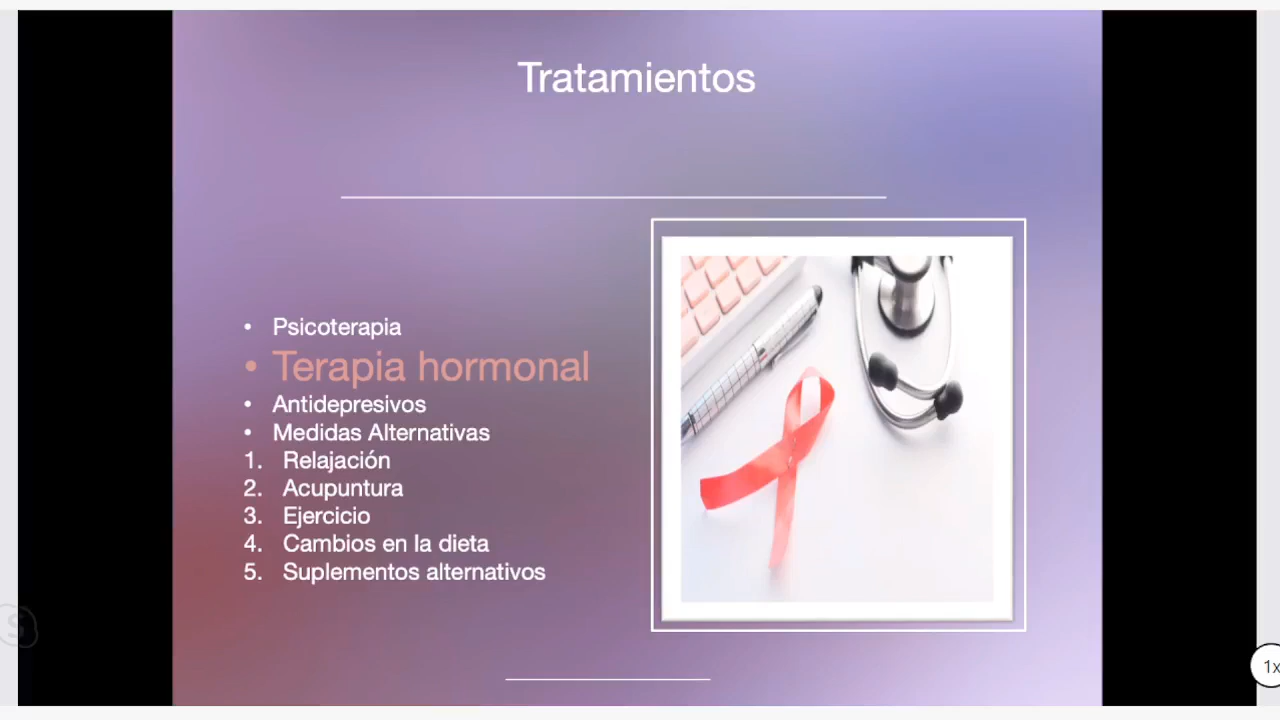 Tratamientos
• Psicoterapia
• Terapia hormonal
• Antidepresivos
• Medidas Alternativas
1. Relajación
2. Acupuntura
3. Ejercicio
4. Cambios en la dieta
5. Suplementos alternativos
S
1x